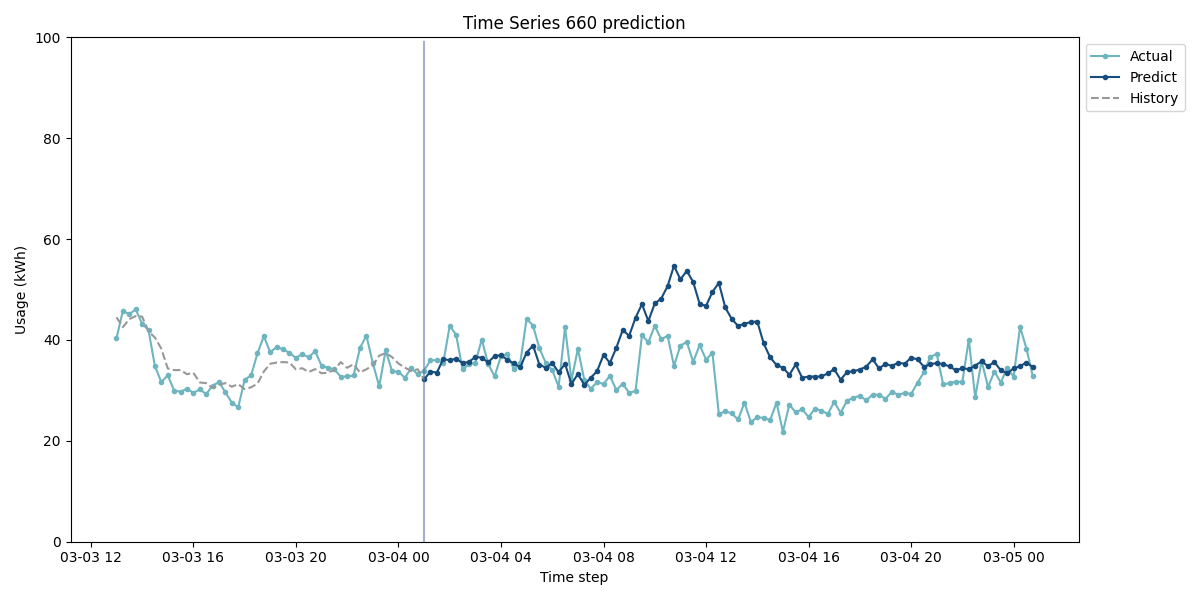 Time Series 660 prediction
Usage (kWh)
100
80
60
40
20
0
03-03 12
03-03 16
03-03 20
03-04 00
03-04 04
03-04 08
03-04 12
03-04 16
03-04 20
03-05 00
Time step
Actual
Predict
History